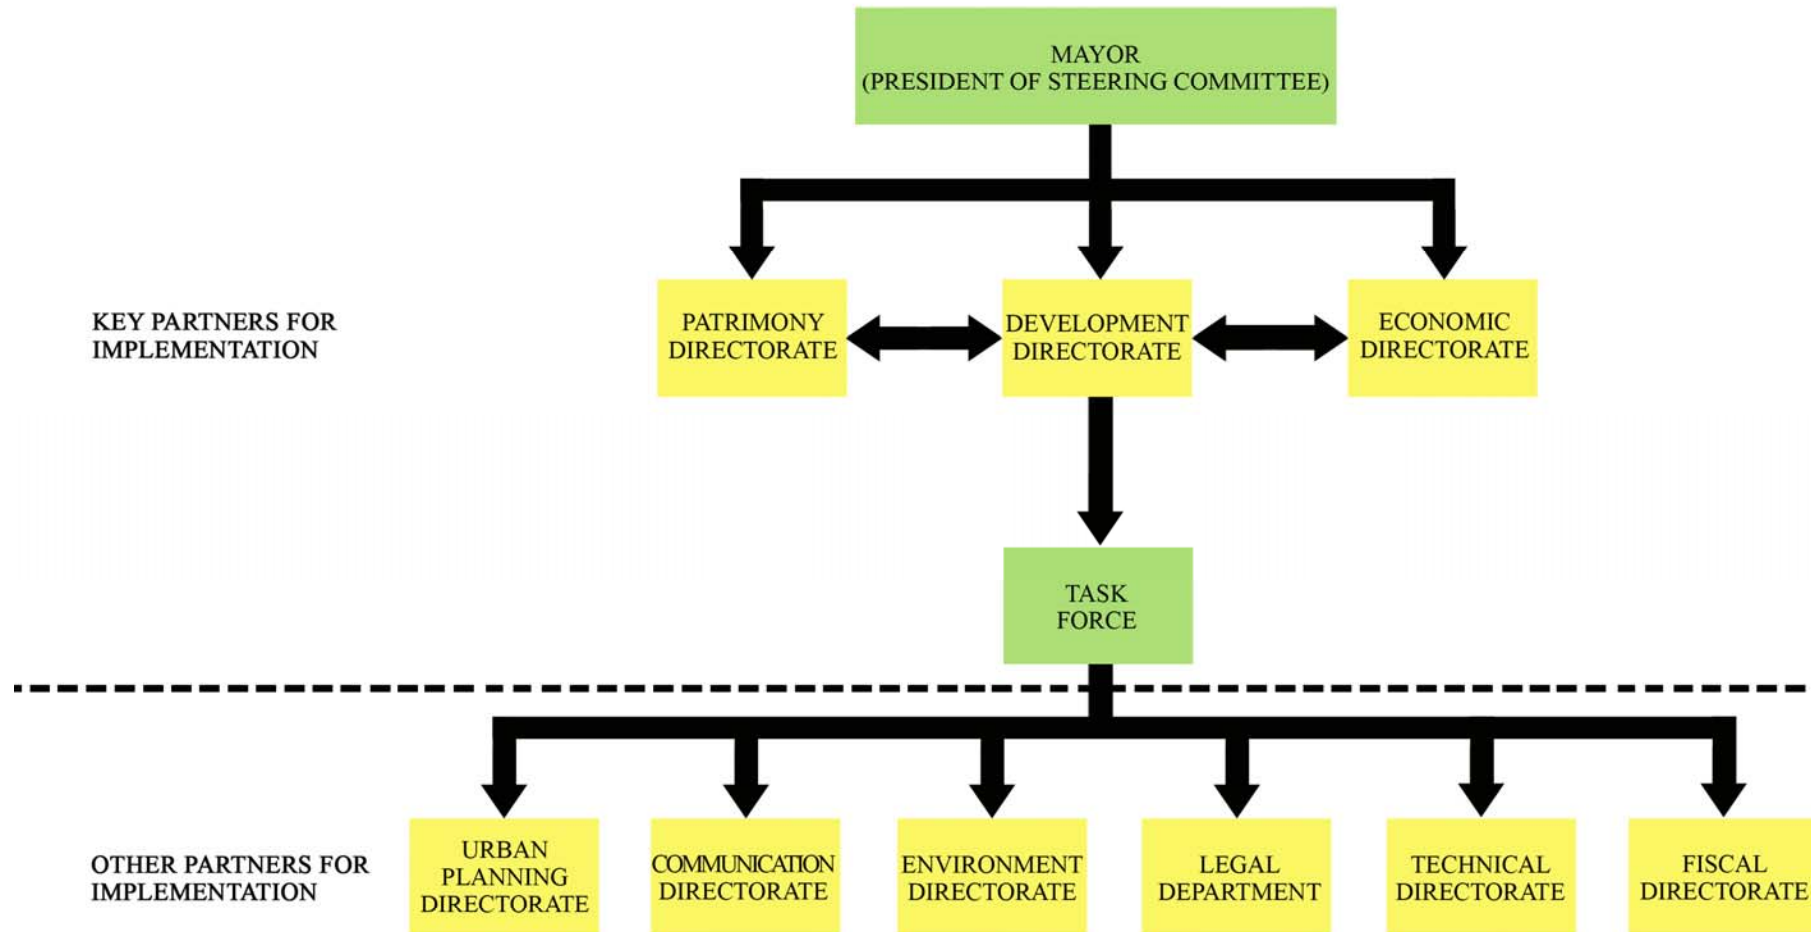 MAYOR
(PRESIDENT OF STEERING COMMITTEE)
KEY PARTNERS FOR
IMPLEMENTATION
PATRIMONY
DIRECTORATE
DEVELOPMENT
DIRECTORATE
ECONOMIC
DIRECTORATE
TASK
FORCE
OTHER PARTNERS FOR
IMPLEMENTATION
URBAN
PLANNING
DIRECTORATE
COMMUNICATION
DIRECTORATE
ENVIRONMENT
DIRECTORATE
LEGAL
DEPARTMENT
TECHNICAL
DIRECTORATE
FISCAL
DIRECTORATE